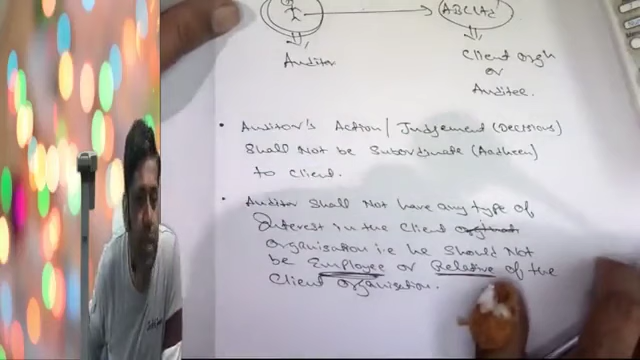 ABC Ltd
Auditor
Client orgn
or
Auditee.
• Auditor's Action/Judgement (Decisions)
Shall Not be Subordinate (Aadheen)
to Client.
• Auditor Shall Not have any type of
Interest in the Client
organisation i.e he Should Not
be Employee or Relative of the
Client organisation.